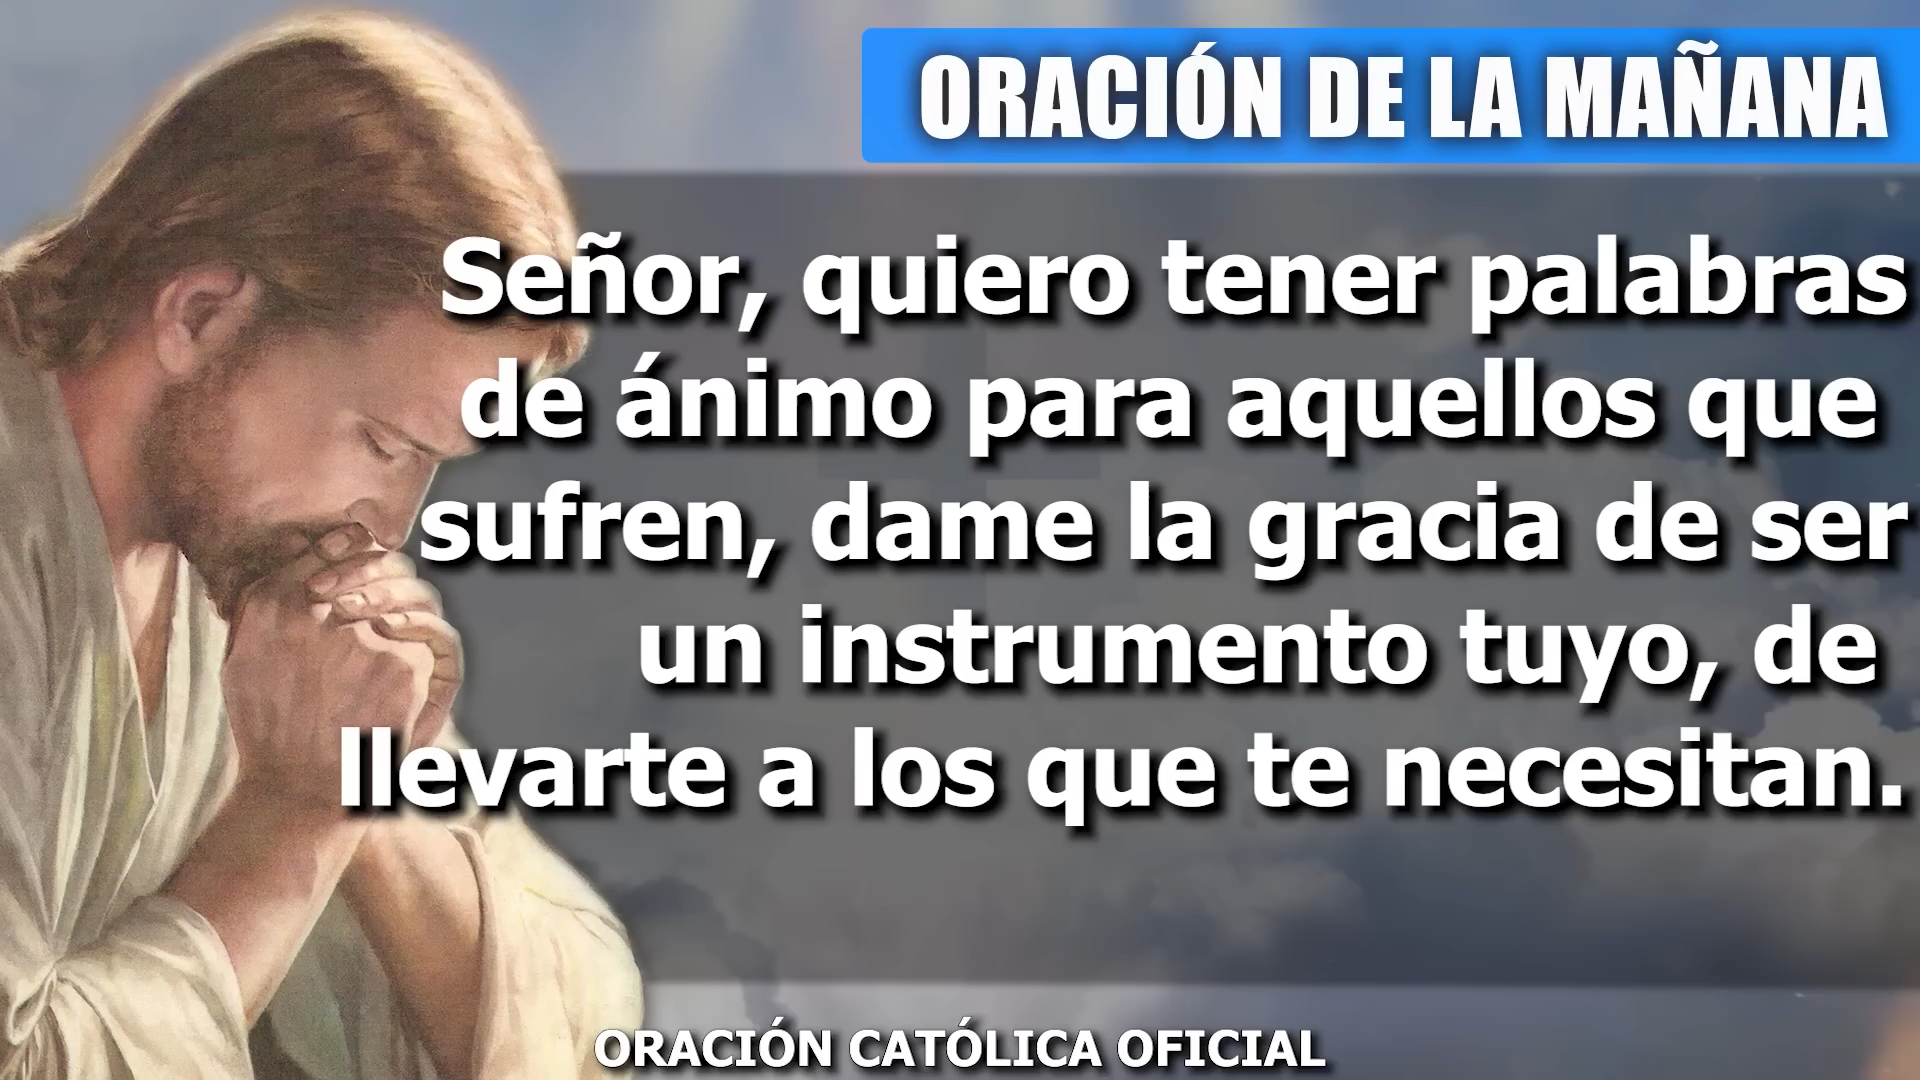 ORACIÓN DE LA MAÑANA
Señor, quiero tener palabras
de ánimo para aquellos que
sufren, dame la gracia de ser
un instrumento tuyo, de
llevarte a los que te necesitan.
ORACIÓN CATÓLICA OFICIAL